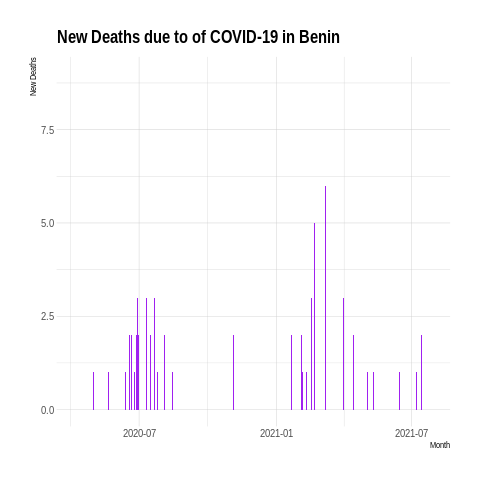 New Deaths due to of COVID-19 in Benin
New Deaths
7.5
5.0
2.5
0.0
2020-07 2021-01 2021-07
Month